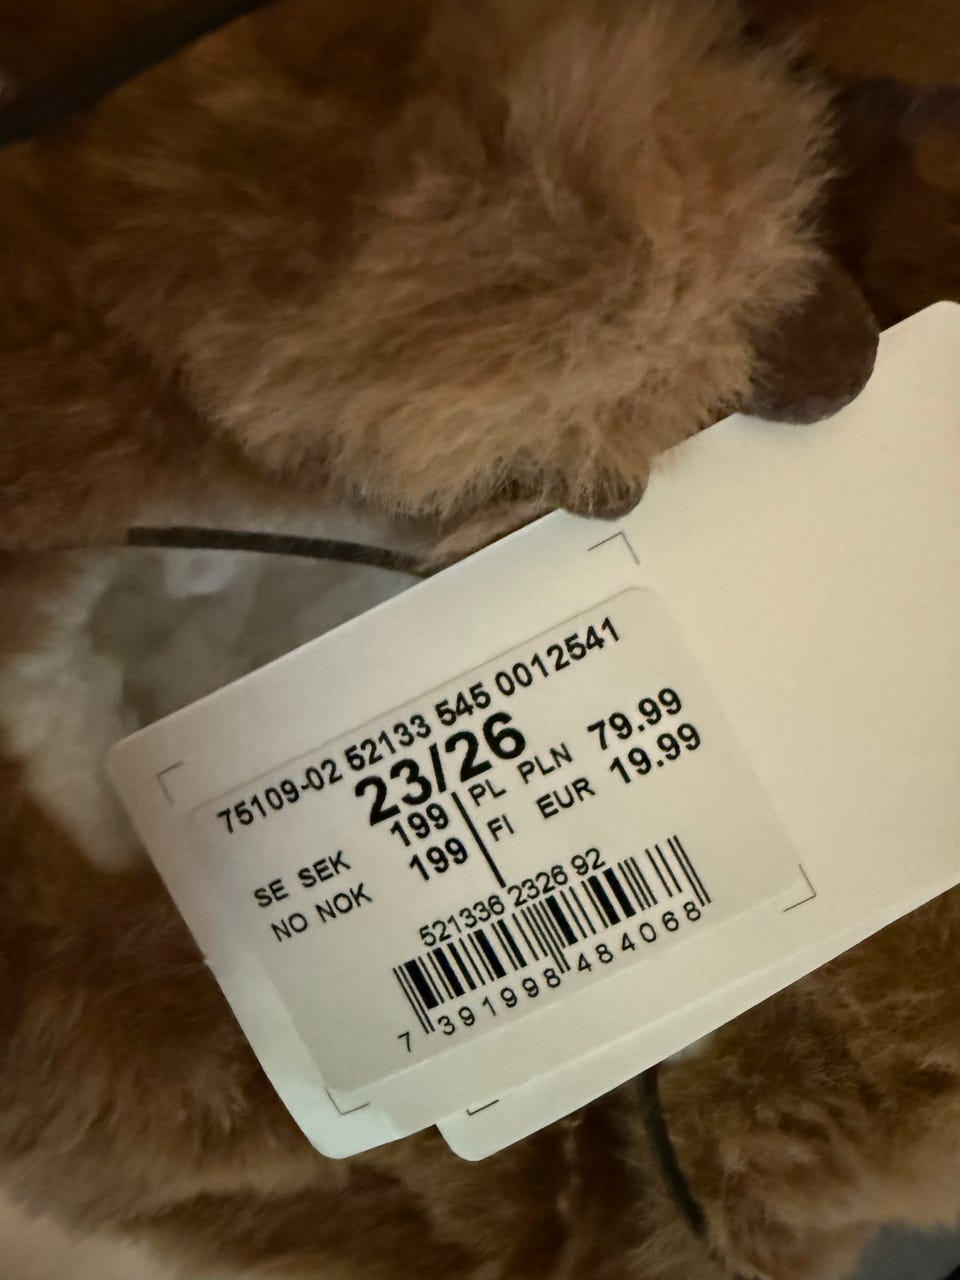 75109-02 52133 545 0012541
23/26
SE SEK 199 PL PLN 79.99
NO NOK 199 FI EUR 19.99
521336 2326 92
7 391998 484068